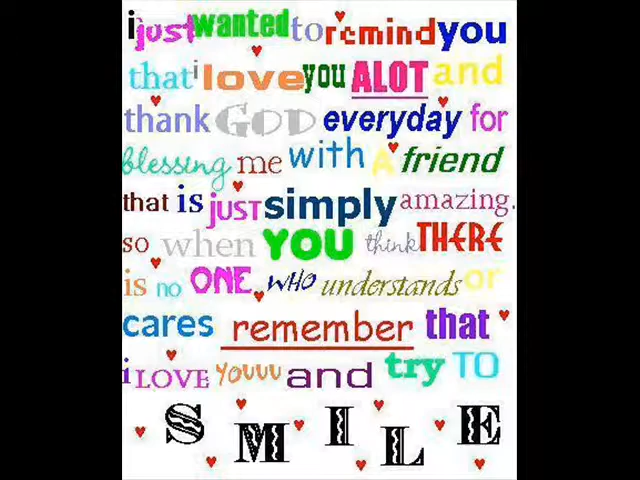 i just wanted to remind you
that i love you ALOT and
thank GOD everyday for
blessing me with A friend
that is just simply amazing.
so when YOU think THERE
is no ONE WHO understands or
cares remember that
i LOVE YOUUU and try TO
SMILE